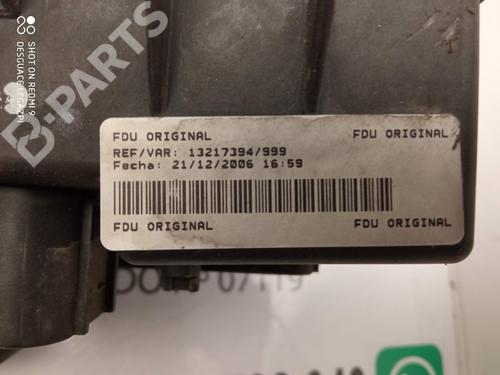 SHOT ON REDMI 9
DESGUACE LEGAZPI
B-PARTS
FDU ORIGINAL FDU ORIGINAL
REF/VAR: 13217394/999
Fecha: 21/12/2006 16:59
FDU ORIGINAL FDU ORIGINAL